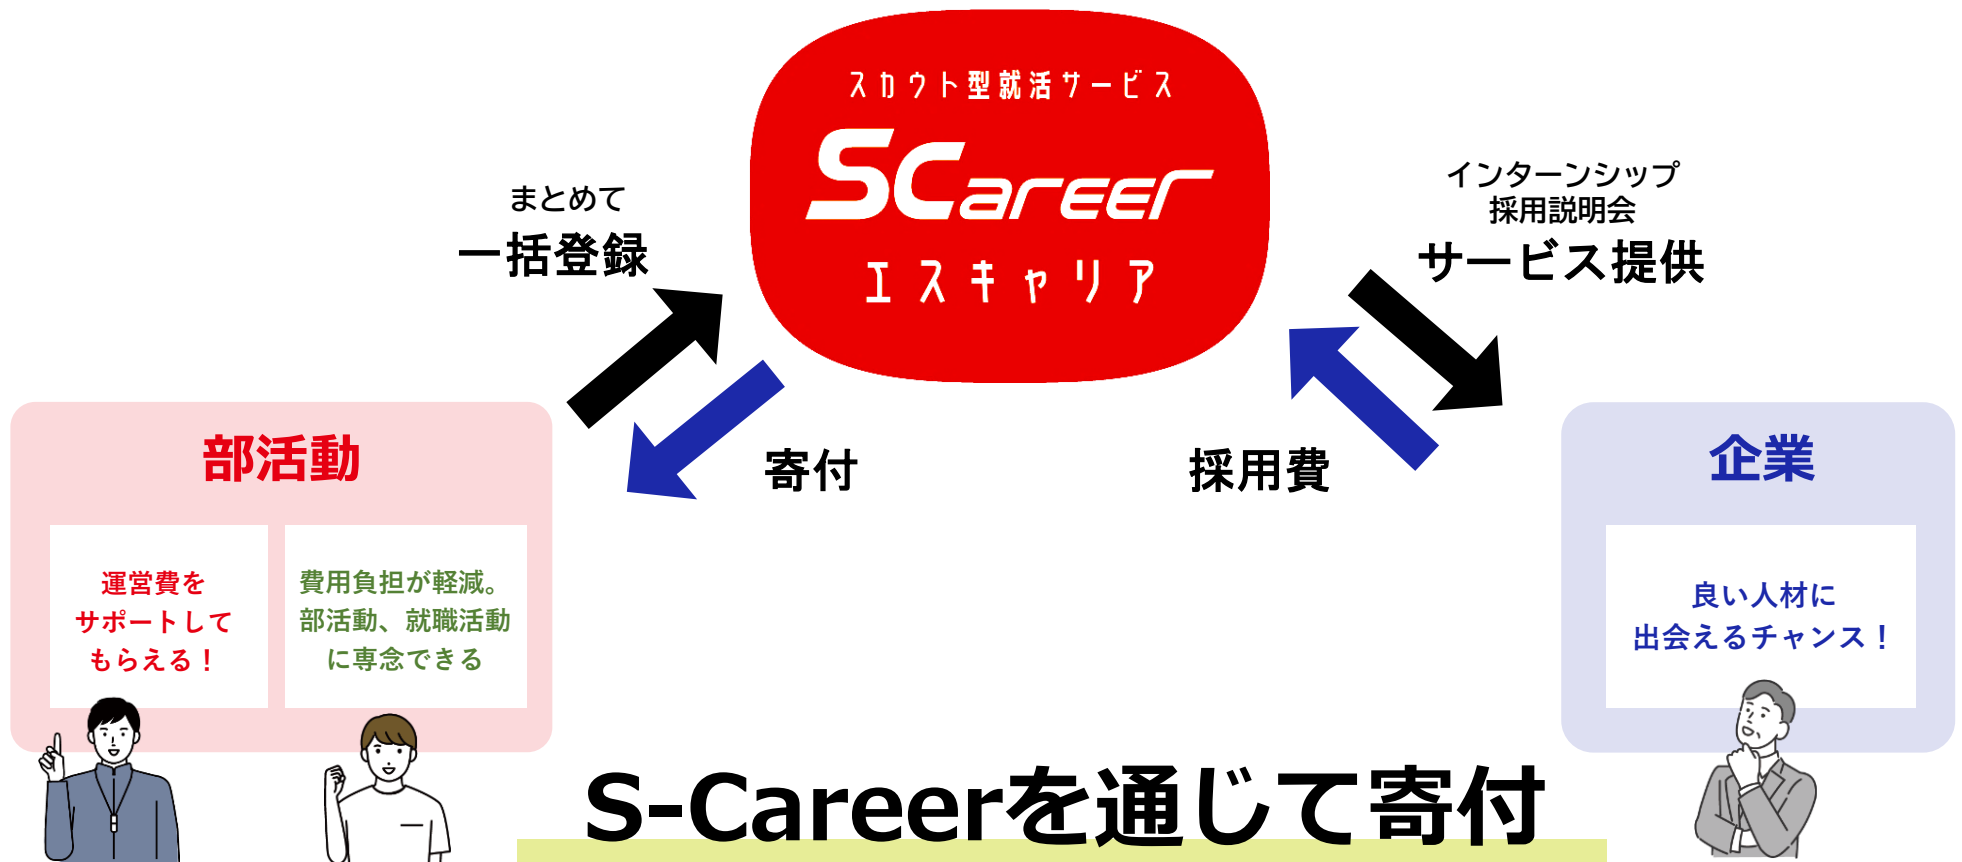 スカウト型就活サービス
SCareer
エスキャリア
まとめて
一括登録
インターンシップ
採用説明会
サービス提供
寄付
採用費
部活動
運営費を
サポートして
もらえる！
費用負担が軽減。
部活動、就職活動
に専念できる
企業
良い人材に
出会えるチャンス！
S-Careerを通じて寄付